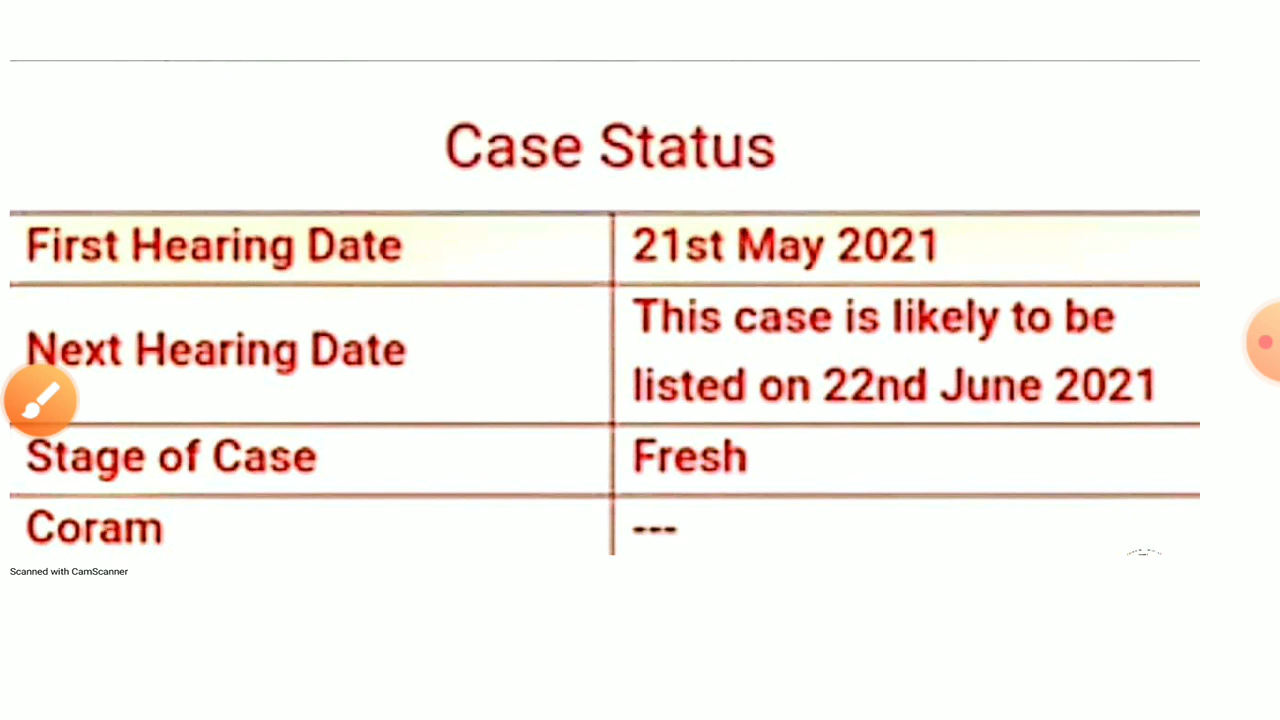 Case Status
First Hearing Date 21st May 2021
Next Hearing Date This case is likely to be
listed on 22nd June 2021
Stage of Case Fresh
Coram ---
Scanned with CamScanner